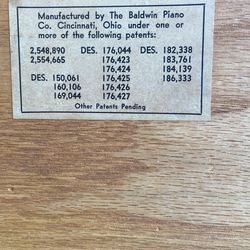 Manufactured by The Baldwin Piano
Co. Cincinnati, Ohio under one or
more of the following patents:
2,548,890 DES. 176,044 DES. 182,338
2,554,665 176,423 183,761
176,424 184,139
DES. 150,061 176,425 186,333
160,106 176,426
169,044 176,427
Other Patents Pending